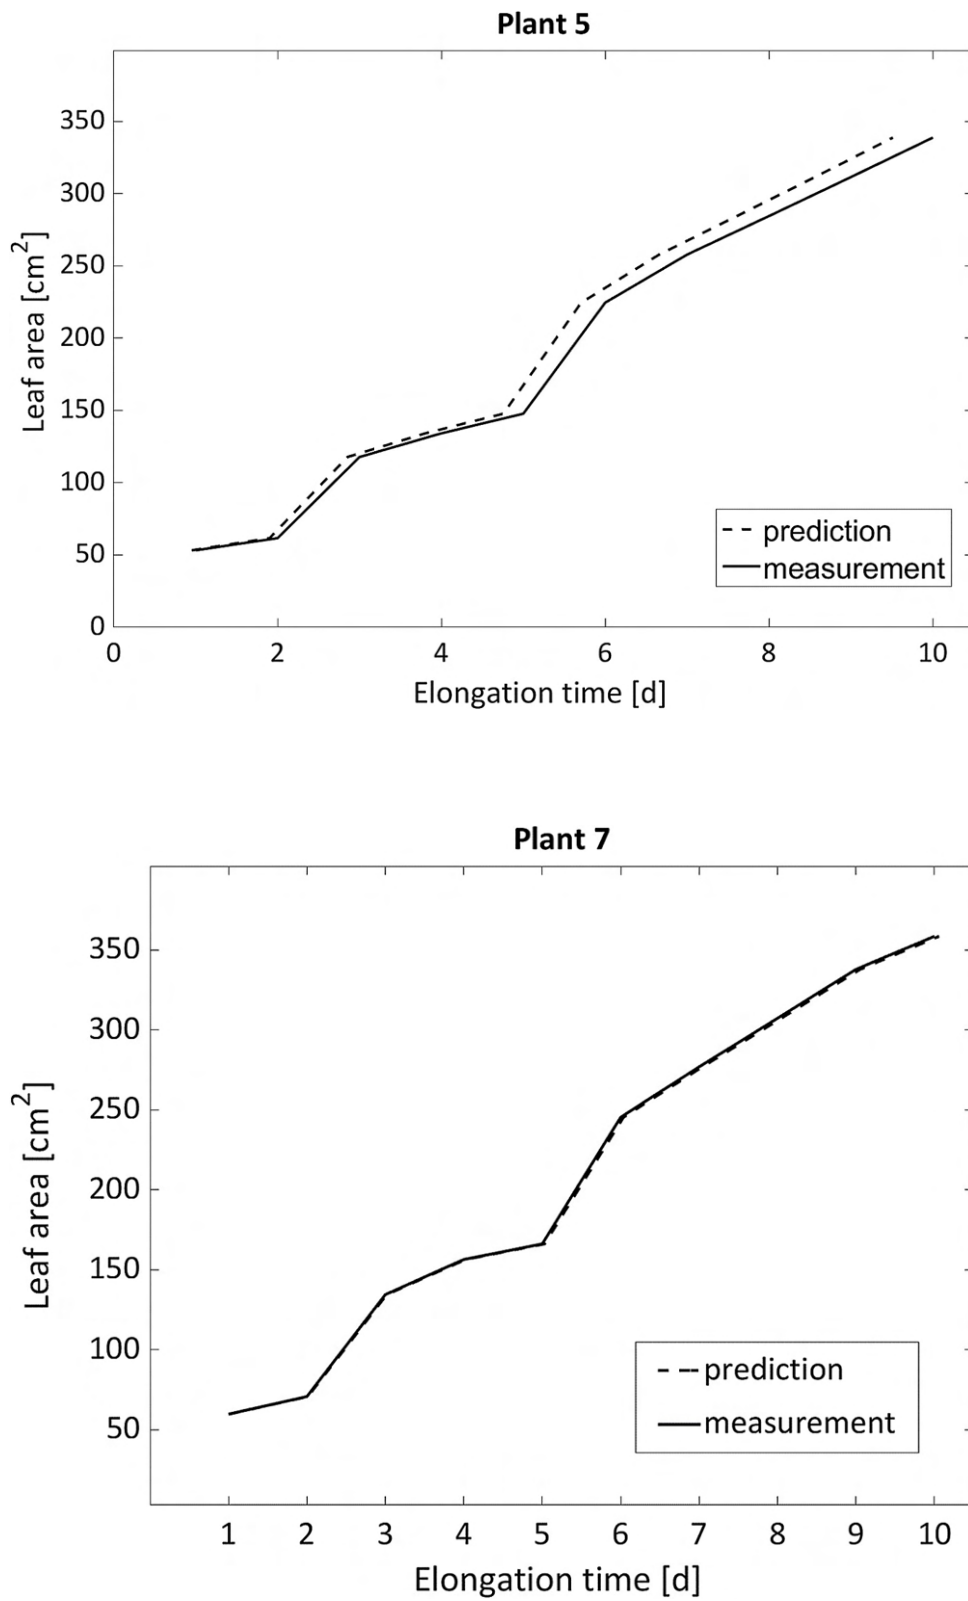 Plant 5
350
300
250
200
150
100
50
0
Leaf area [cm²]
prediction
measurement
0 2 4 6 8 10
Elongation time [d]
Plant 7
350
300
250
200
150
100
50
Leaf area [cm²]
prediction
measurement
1 2 3 4 5 6 7 8 9 10
Elongation time [d]